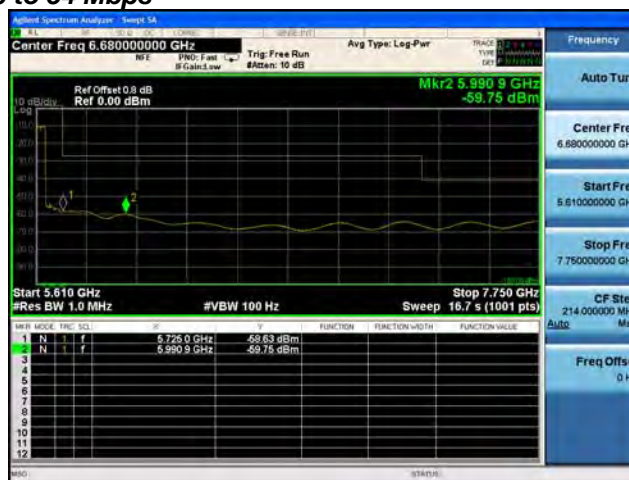 to 54 Mbps
Agilent Spectrum Analyzer - Swept SA
Center Freq 6.680000000 GHz
NFE
PNO: Fast
IFGain:Low
Trig: Free Run
#Atten: 10 dB
Avg Type: Log-Pwr
TRACE
TYPE
DET
Ref Offset 0.8 dB
Ref 0.00 dBm
10 dB/div
Log
Mkr2 5.990 9 GHz
-59.75 dBm
1
2
Start 5.610 GHz
Stop 7.750 GHz
#Res BW 1.0 MHz
#VBW 100 Hz
Sweep 16.7 s (1001 pts)
MKR MODE TRC SCL X Y FUNCTION FUNCTION WIDTH FUNCTION VALUE
1 N 1 f 5.725 0 GHz -58.63 dBm
2 N 1 f 5.990 9 GHz -59.75 dBm
3
4
5
6
7
8
9
10
11
12
MSG
STATUS
Frequency
Auto Tun
Center Fre
6.680000000 GH
Start Fre
5.610000000 GH
Stop Fre
7.750000000 GH
CF Ste
214.000000 MH
Auto Ma
Freq Offs
0 H